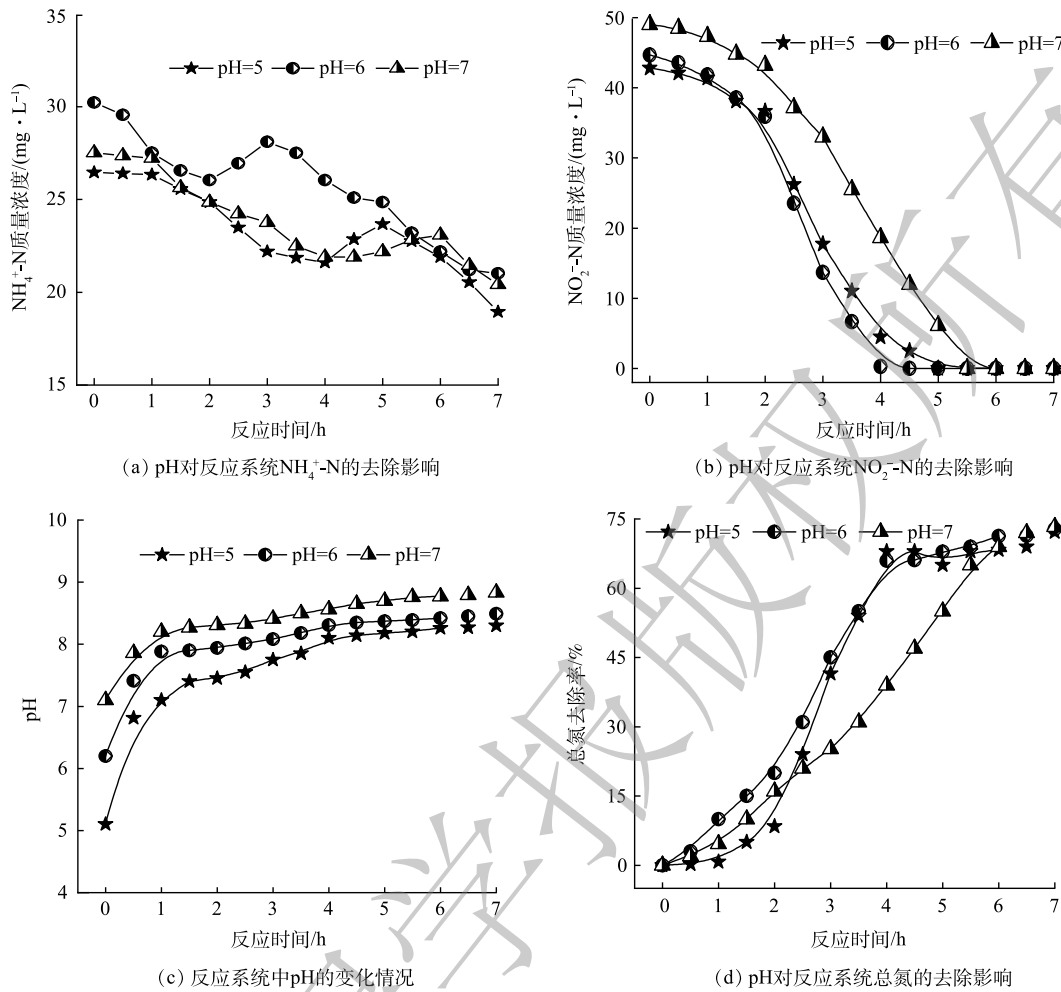 35
30
25
20
15
NH₄⁺-N质量浓度/(mg·L⁻¹)
pH=5 pH=6 pH=7
0 1 2 3 4 5 6 7
反应时间/h
(a) pH对反应系统NH₄⁺-N的去除影响
50
40
30
20
10
0
NO₂⁻-N质量浓度/(mg·L⁻¹)
pH=5 pH=6 pH=7
0 1 2 3 4 5 6 7
反应时间/h
(b) pH对反应系统NO₂⁻-N的去除影响
10
9
8
7
6
5
4
pH
pH=5 pH=6 pH=7
0 1 2 3 4 5 6 7
反应时间/h
(c) 反应系统中pH的变化情况
75
60
45
30
15
0
总氮去除率/%
pH=5 pH=6 pH=7
0 1 2 3 4 5 6 7
反应时间/h
(d) pH对反应系统总氮的去除影响
学报版权所有